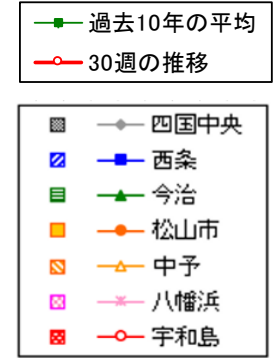 過去10年の平均
30週の推移
四国中央
西条
今治
松山市
中予
八幡浜
宇和島